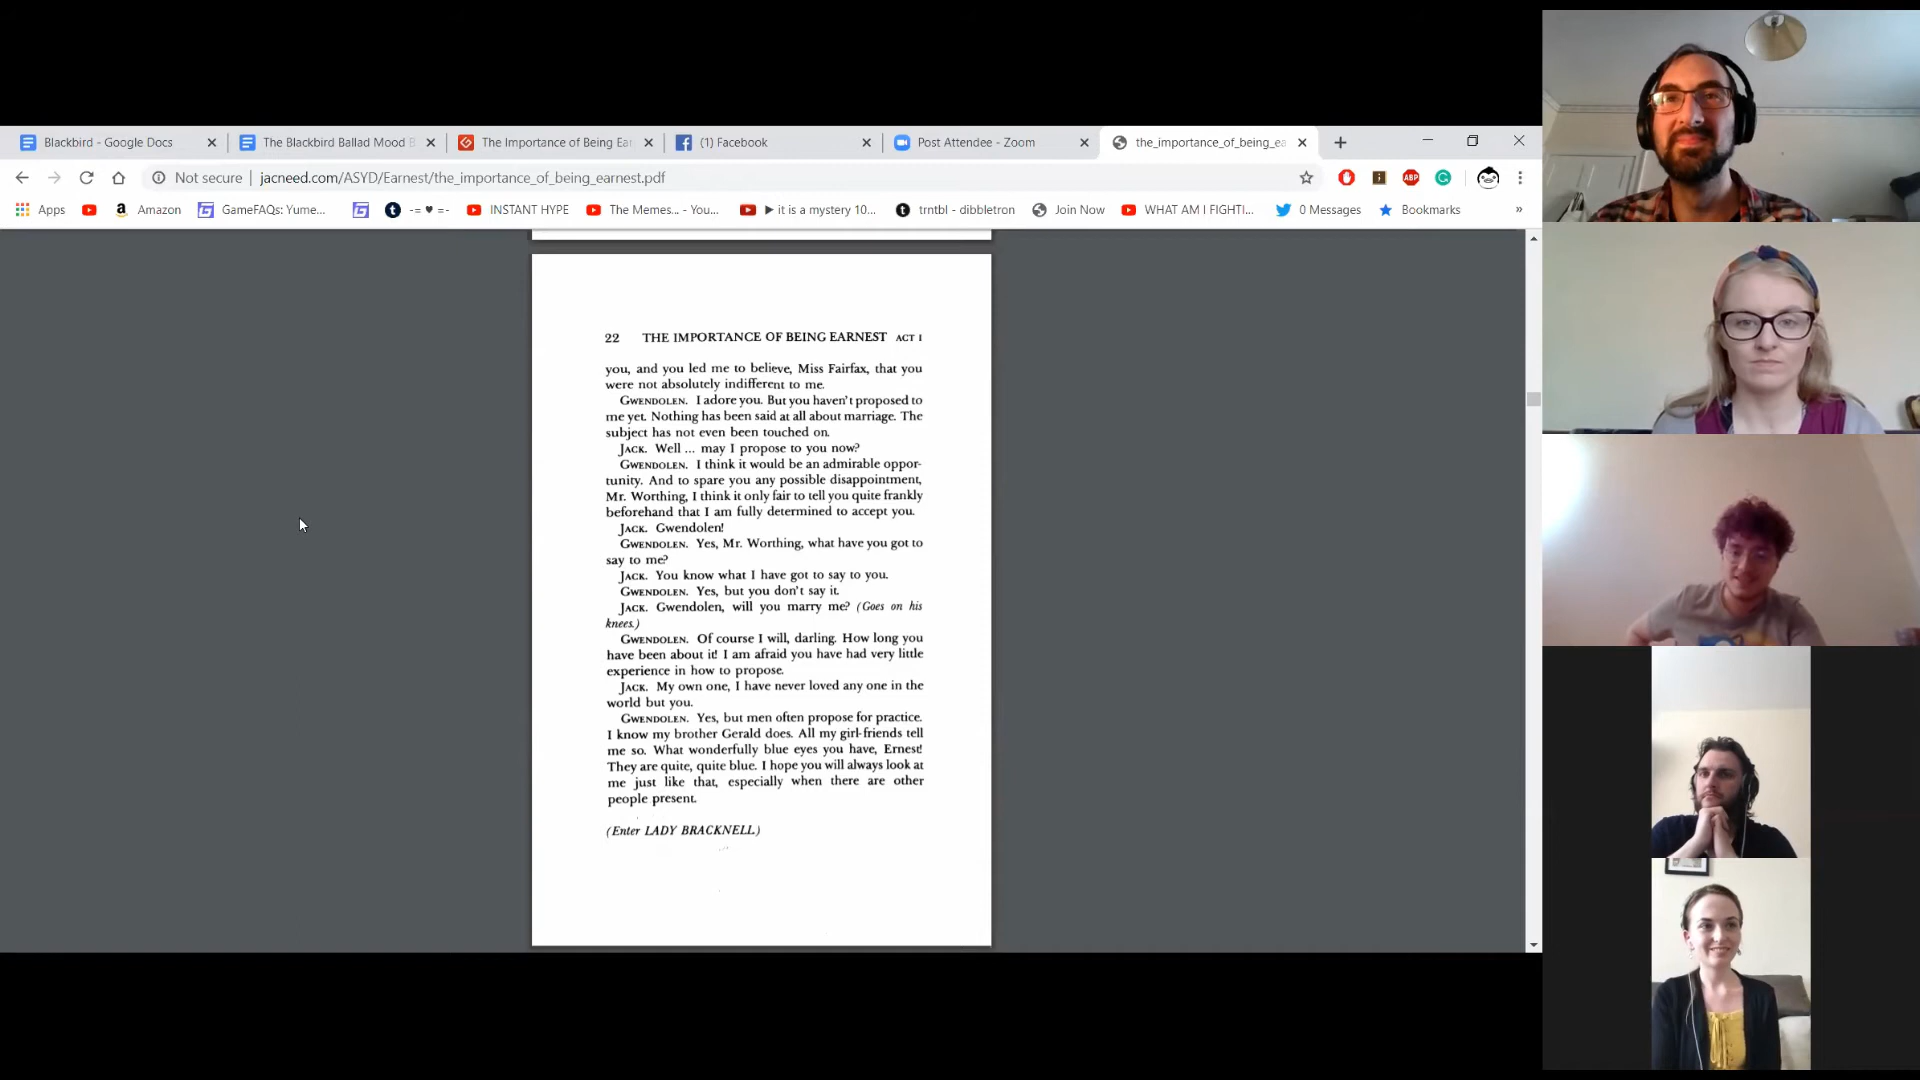 Blackbird - Google Docs
The Blackbird Ballad Mood B
The Importance of Being Ear
(1) Facebook
Post Attendee - Zoom
the_importance_of_being_ea
Not secure | jacneed.com/ASYD/Earnest/the_importance_of_being_earnest.pdf
ABP
Apps
Amazon
GameFAQs: Yume...
-= ♥ =-
INSTANT HYPE
The Memes... - You...
▶ it is a mystery 10...
trntbl - dibbletron
Join Now
WHAT AM I FIGHTI...
0 Messages
Bookmarks
»
22 THE IMPORTANCE OF BEING EARNEST ACT I
you, and you led me to believe, Miss Fairfax, that you
were not absolutely indifferent to me.
GWENDOLEN. I adore you. But you haven't proposed to
me yet. Nothing has been said at all about marriage. The
subject has not even been touched on.
JACK. Well ... may I propose to you now?
GWENDOLEN. I think it would be an admirable oppor-
tunity. And to spare you any possible disappointment,
Mr. Worthing, I think it only fair to tell you quite frankly
beforehand that I am fully determined to accept you.
JACK. Gwendolen!
GWENDOLEN. Yes, Mr. Worthing, what have you got to
say to me?
JACK. You know what I have got to say to you.
GWENDOLEN. Yes, but you don't say it.
JACK. Gwendolen, will you marry me? (Goes on his
knees.)
GWENDOLEN. Of course I will, darling. How long you
have been about it! I am afraid you have had very little
experience in how to propose.
JACK. My own one, I have never loved any one in the
world but you.
GWENDOLEN. Yes, but men often propose for practice.
I know my brother Gerald does. All my girl-friends tell
me so. What wonderfully blue eyes you have, Ernest!
They are quite, quite blue. I hope you will always look at
me just like that, especially when there are other
people present.
(Enter LADY BRACKNELL.)